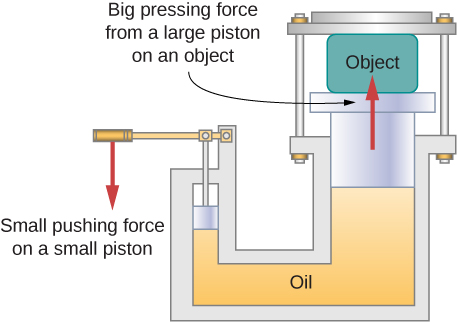 Big pressing force
from a large piston
on an object
Object
Small pushing force
on a small piston
Oil